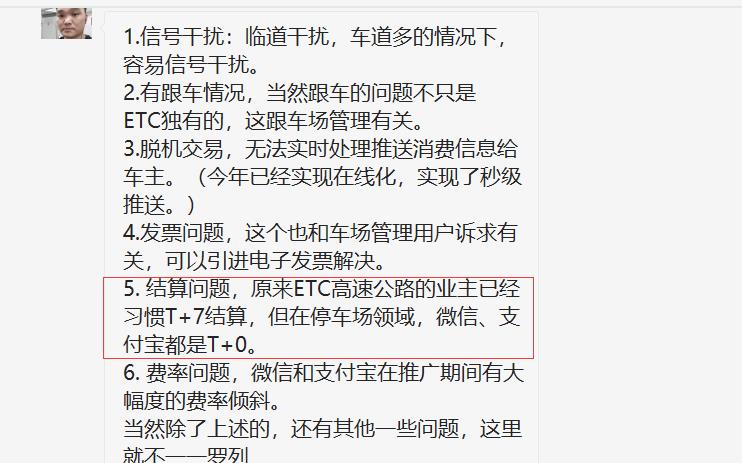 1.信号干扰：临道干扰，车道多的情况下，
容易信号干扰。
2.有跟车情况，当然跟车的问题不只是
ETC独有的，这跟车场管理有关。
3.脱机交易，无法实时处理推送消费信息给
车主。（今年已经实现在线化，实现了秒级
推送。）
4.发票问题，这个也和车场管理用户诉求有
关，可以引进电子发票解决。
5. 结算问题，原来ETC高速公路的业主已经
习惯T+7结算，但在停车场领域，微信、支
付宝都是T+0。
6. 费率问题，微信和支付宝在推广期间有大
幅度的费率倾斜。
当然除了上述的，还有其他一些问题，这里
就不一一罗列